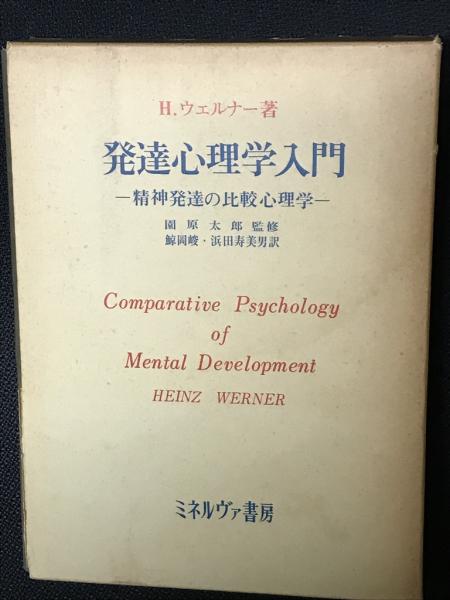 H.ウェルナー著
発達心理学入門
―精神発達の比較心理学―
園原太郎監修
鯨岡峻・浜田寿美男訳
Comparative Psychology
of
Mental Development
HEINZ WERNER
ミネルヴァ書房